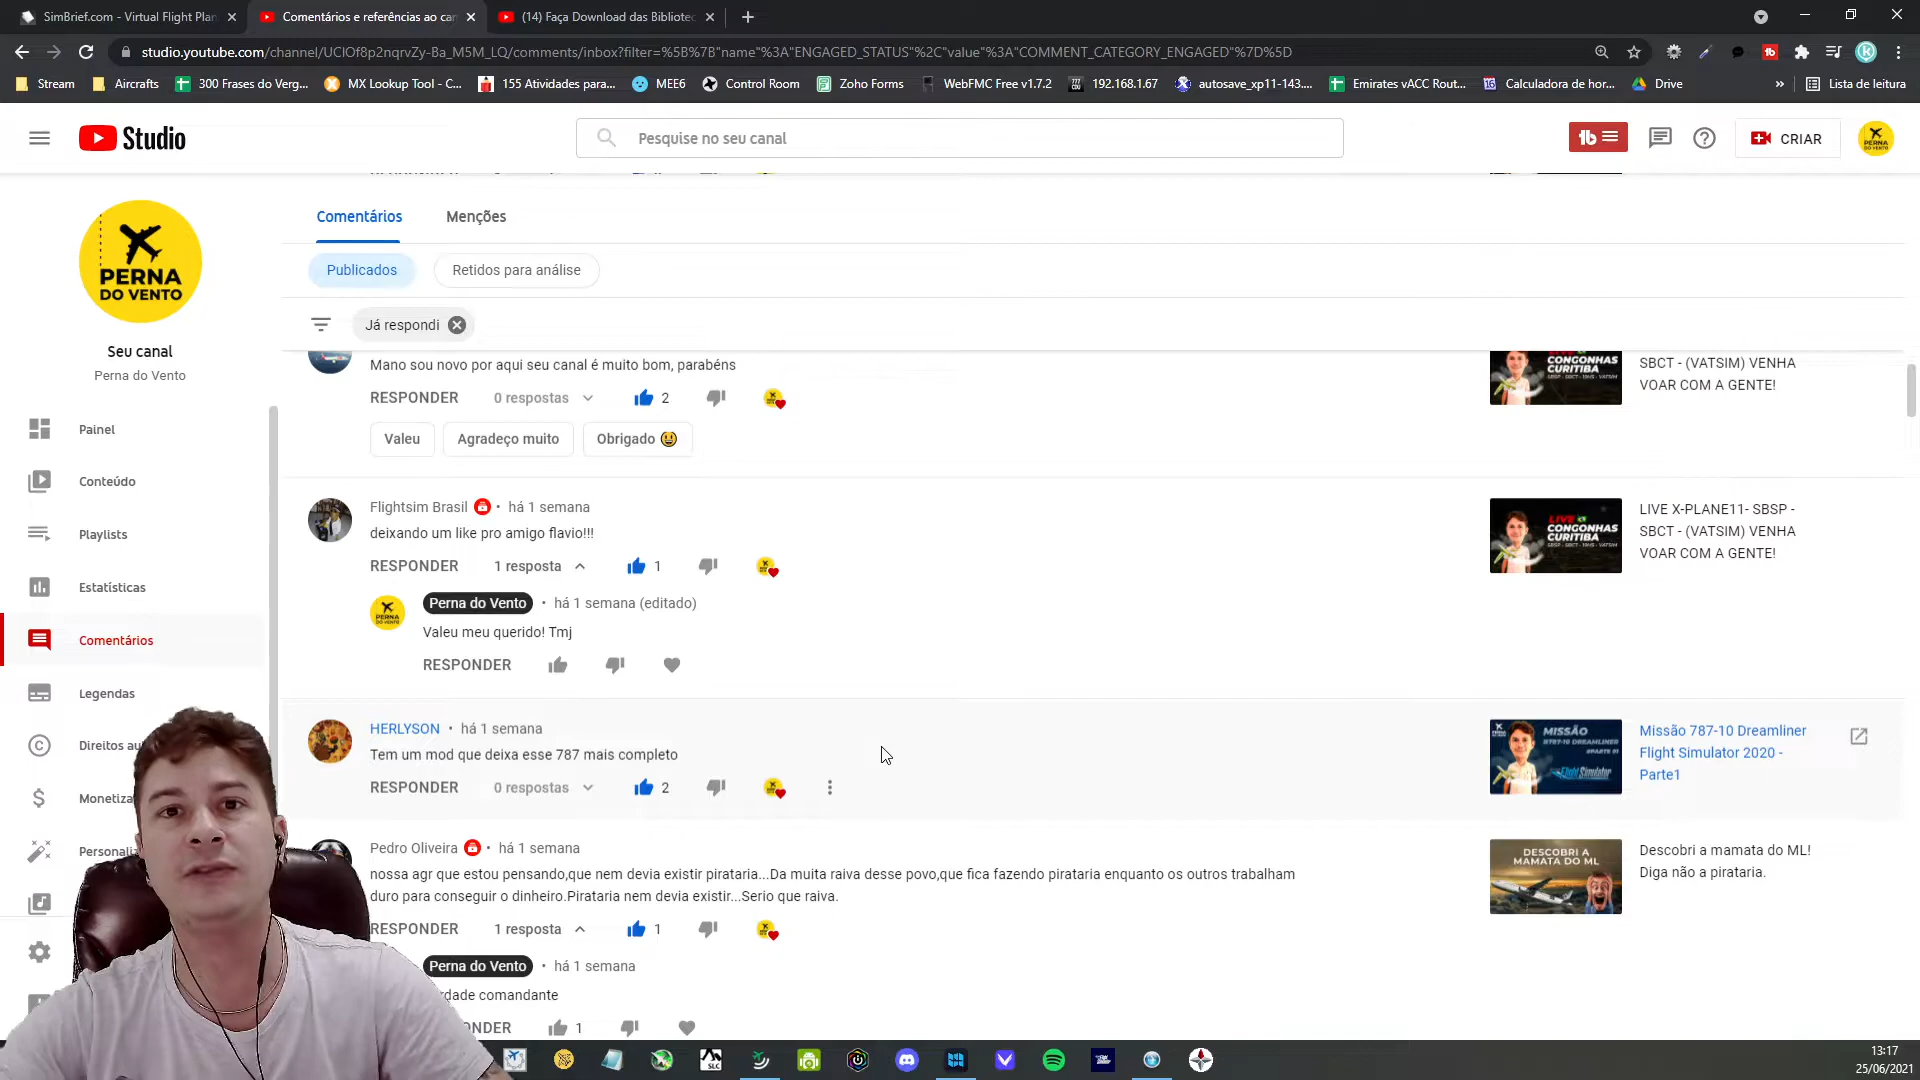 SimBrief.com - Virtual Flight Plan
Comentários e referências ao can
(14) Faça Download das Bibliotec
studio.youtube.com/channel/UClOf8p2nqrvZy-Ba_M5M_LQ/comments/inbox?filter=%5B%7B"name"%3A"ENGAGED_STATUS"%2C"value"%3A"COMMENT_CATEGORY_ENGAGED"%7D%5D
Stream
Aircrafts
300 Frases do Verg...
MX Lookup Tool - C...
155 Atividades para...
MEE6
Control Room
Zoho Forms
WebFMC Free v1.7.2
192.168.1.67
autosave_xp11-143....
Emirates vACC Rout...
Calculadora de hor...
Drive
»
Lista de leitura
Studio
Pesquise no seu canal
CRIAR
PERNA
DO VENTO
Seu canal
Perna do Vento
Painel
Conteúdo
Playlists
Estatísticas
Comentários
Legendas
Direitos au
Monetiza
Personaliz
Comentários
Menções
Publicados
Retidos para análise
Já respondi
Mano sou novo por aqui seu canal é muito bom, parabéns
RESPONDER 0 respostas 2
Valeu
Agradeço muito
Obrigado 😃
CONGONHAS
CURITIBA
SBCT - (VATSIM) VENHA
VOAR COM A GENTE!
Flightsim Brasil • há 1 semana
deixando um like pro amigo flavio!!!
RESPONDER 1 resposta 1
Perna do Vento • há 1 semana (editado)
Valeu meu querido! Tmj
RESPONDER
LIVE
CONGONHAS
CURITIBA
LIVE X-PLANE11- SBSP -
SBCT - (VATSIM) VENHA
VOAR COM A GENTE!
HERLYSON • há 1 semana
Tem um mod que deixa esse 787 mais completo
RESPONDER 0 respostas 2
MISSÃO
Missão 787-10 Dreamliner
Flight Simulator 2020 -
Parte1
Pedro Oliveira • há 1 semana
nossa agr que estou pensando,que nem devia existir pirataria...Da muita raiva desse povo,que fica fazendo pirataria enquanto os outros trabalham
duro para conseguir o dinheiro.Pirataria nem devia existir...Serio que raiva.
RESPONDER 1 resposta 1
Perna do Vento • há 1 semana
rdade comandante
ONDER 1
DESCOBRI A
MAMATA DO ML
Descobri a mamata do ML!
Diga não a pirataria.
SLC
13:17
25/06/2021